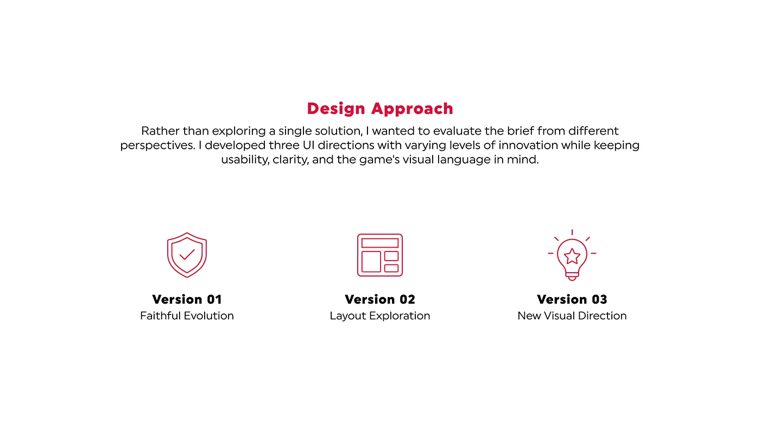 Design Approach
Rather than exploring a single solution, I wanted to evaluate the brief from different
perspectives. I developed three UI directions with varying levels of innovation while keeping
usability, clarity, and the game's visual language in mind.
Version 01
Faithful Evolution
Version 02
Layout Exploration
Version 03
New Visual Direction